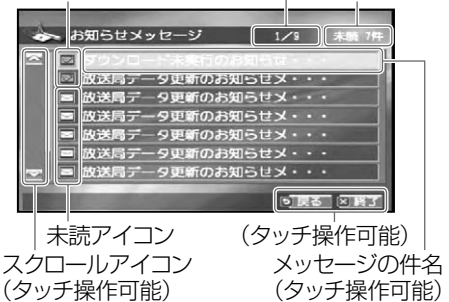 お知らせメッセージ 1/9 未読 7件
ダウンロード未実行のお知らせ・・・
放送局データ更新のお知らせメ・・・
放送局データ更新のお知らせメ・・・
放送局データ更新のお知らせメ・・・
放送局データ更新のお知らせメ・・・
放送局データ更新のお知らせメ・・・
放送局データ更新のお知らせメ・・・
戻る 終了
未読アイコン
(タッチ操作可能)
スクロールアイコン
(タッチ操作可能)
メッセージの件名
(タッチ操作可能)